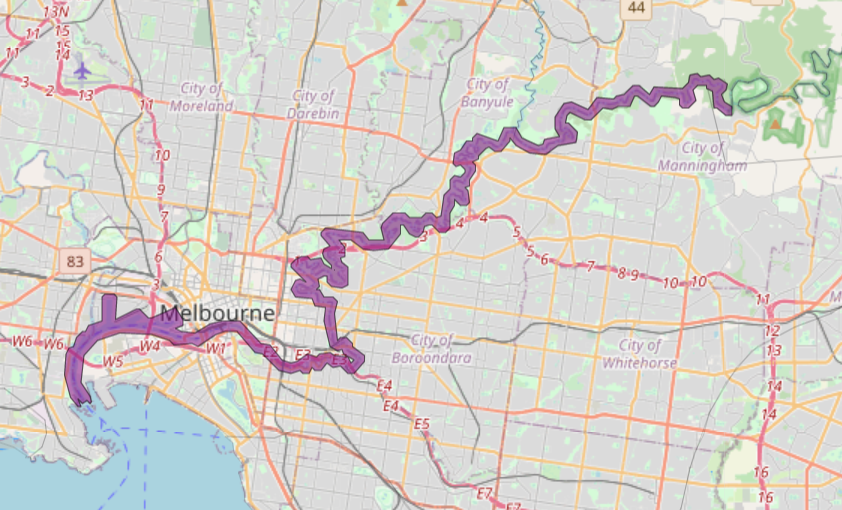 13N
11
15
15
14
11
3
2
13
11
44
City of
Moreland
City of
Darebin
City of
Banyule
City of
Manningham
10
9
7
6
83
3
3
4
4
5
5
6
7
8
9
10
10
11
12
13
14
14
16
16
Melbourne
W6
W6
W5
W4
W1
E2
E3
E4
E4
E5
E7
E7
City of
Boroondara
City of
Whitehorse
M